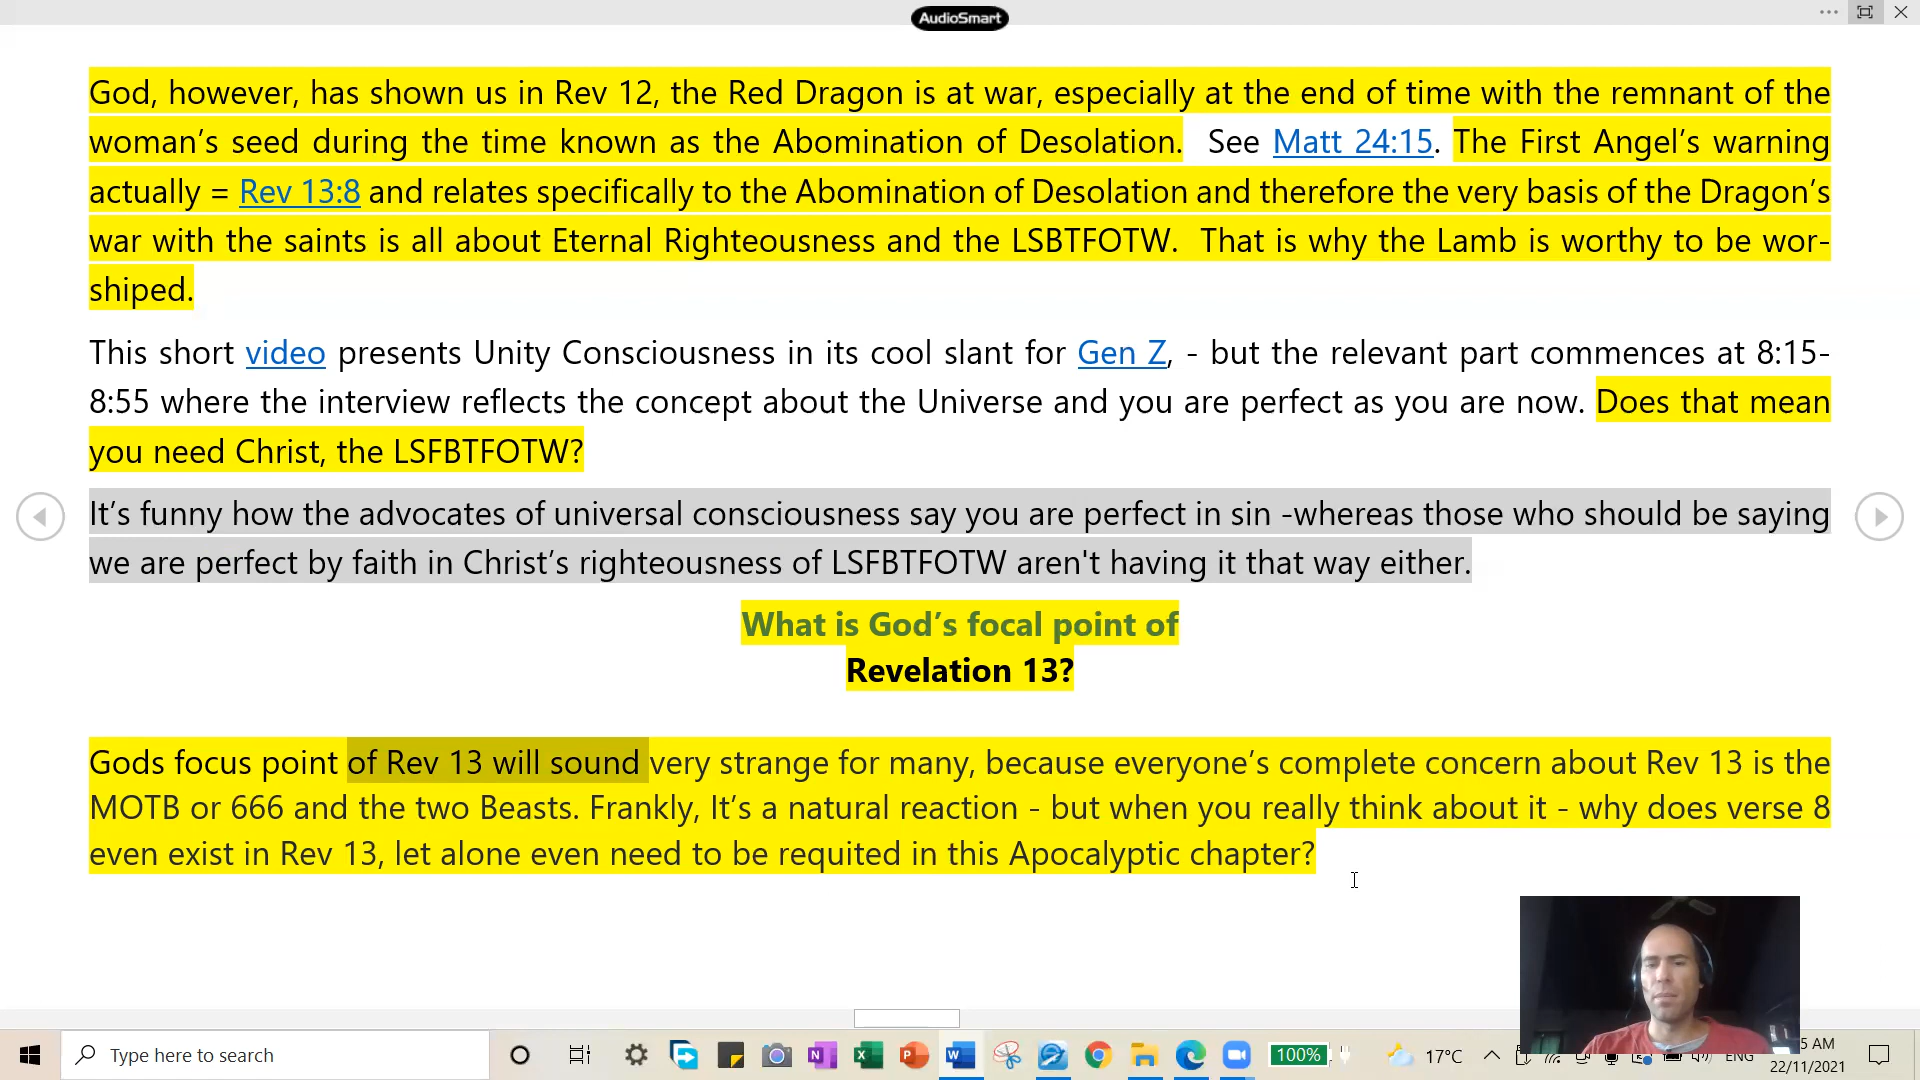 AudioSmart
God, however, has shown us in Rev 12, the Red Dragon is at war, especially at the end of time with the remnant of the
woman’s seed during the time known as the Abomination of Desolation. See Matt 24:15. The First Angel’s warning
actually = Rev 13:8 and relates specifically to the Abomination of Desolation and therefore the very basis of the Dragon’s
war with the saints is all about Eternal Righteousness and the LSBTFOTW. That is why the Lamb is worthy to be wor-
shiped.
This short video presents Unity Consciousness in its cool slant for Gen Z, - but the relevant part commences at 8:15-
8:55 where the interview reflects the concept about the Universe and you are perfect as you are now. Does that mean
you need Christ, the LSFBTFOTW?
It’s funny how the advocates of universal consciousness say you are perfect in sin -whereas those who should be saying
we are perfect by faith in Christ’s righteousness of LSFBTFOTW aren't having it that way either.
What is God’s focal point of
Revelation 13?
Gods focus point of Rev 13 will sound very strange for many, because everyone’s complete concern about Rev 13 is the
MOTB or 666 and the two Beasts. Frankly, It’s a natural reaction - but when you really think about it - why does verse 8
even exist in Rev 13, let alone even need to be requited in this Apocalyptic chapter?
Type here to search
100%
17°C
ENG
5 AM
22/11/2021